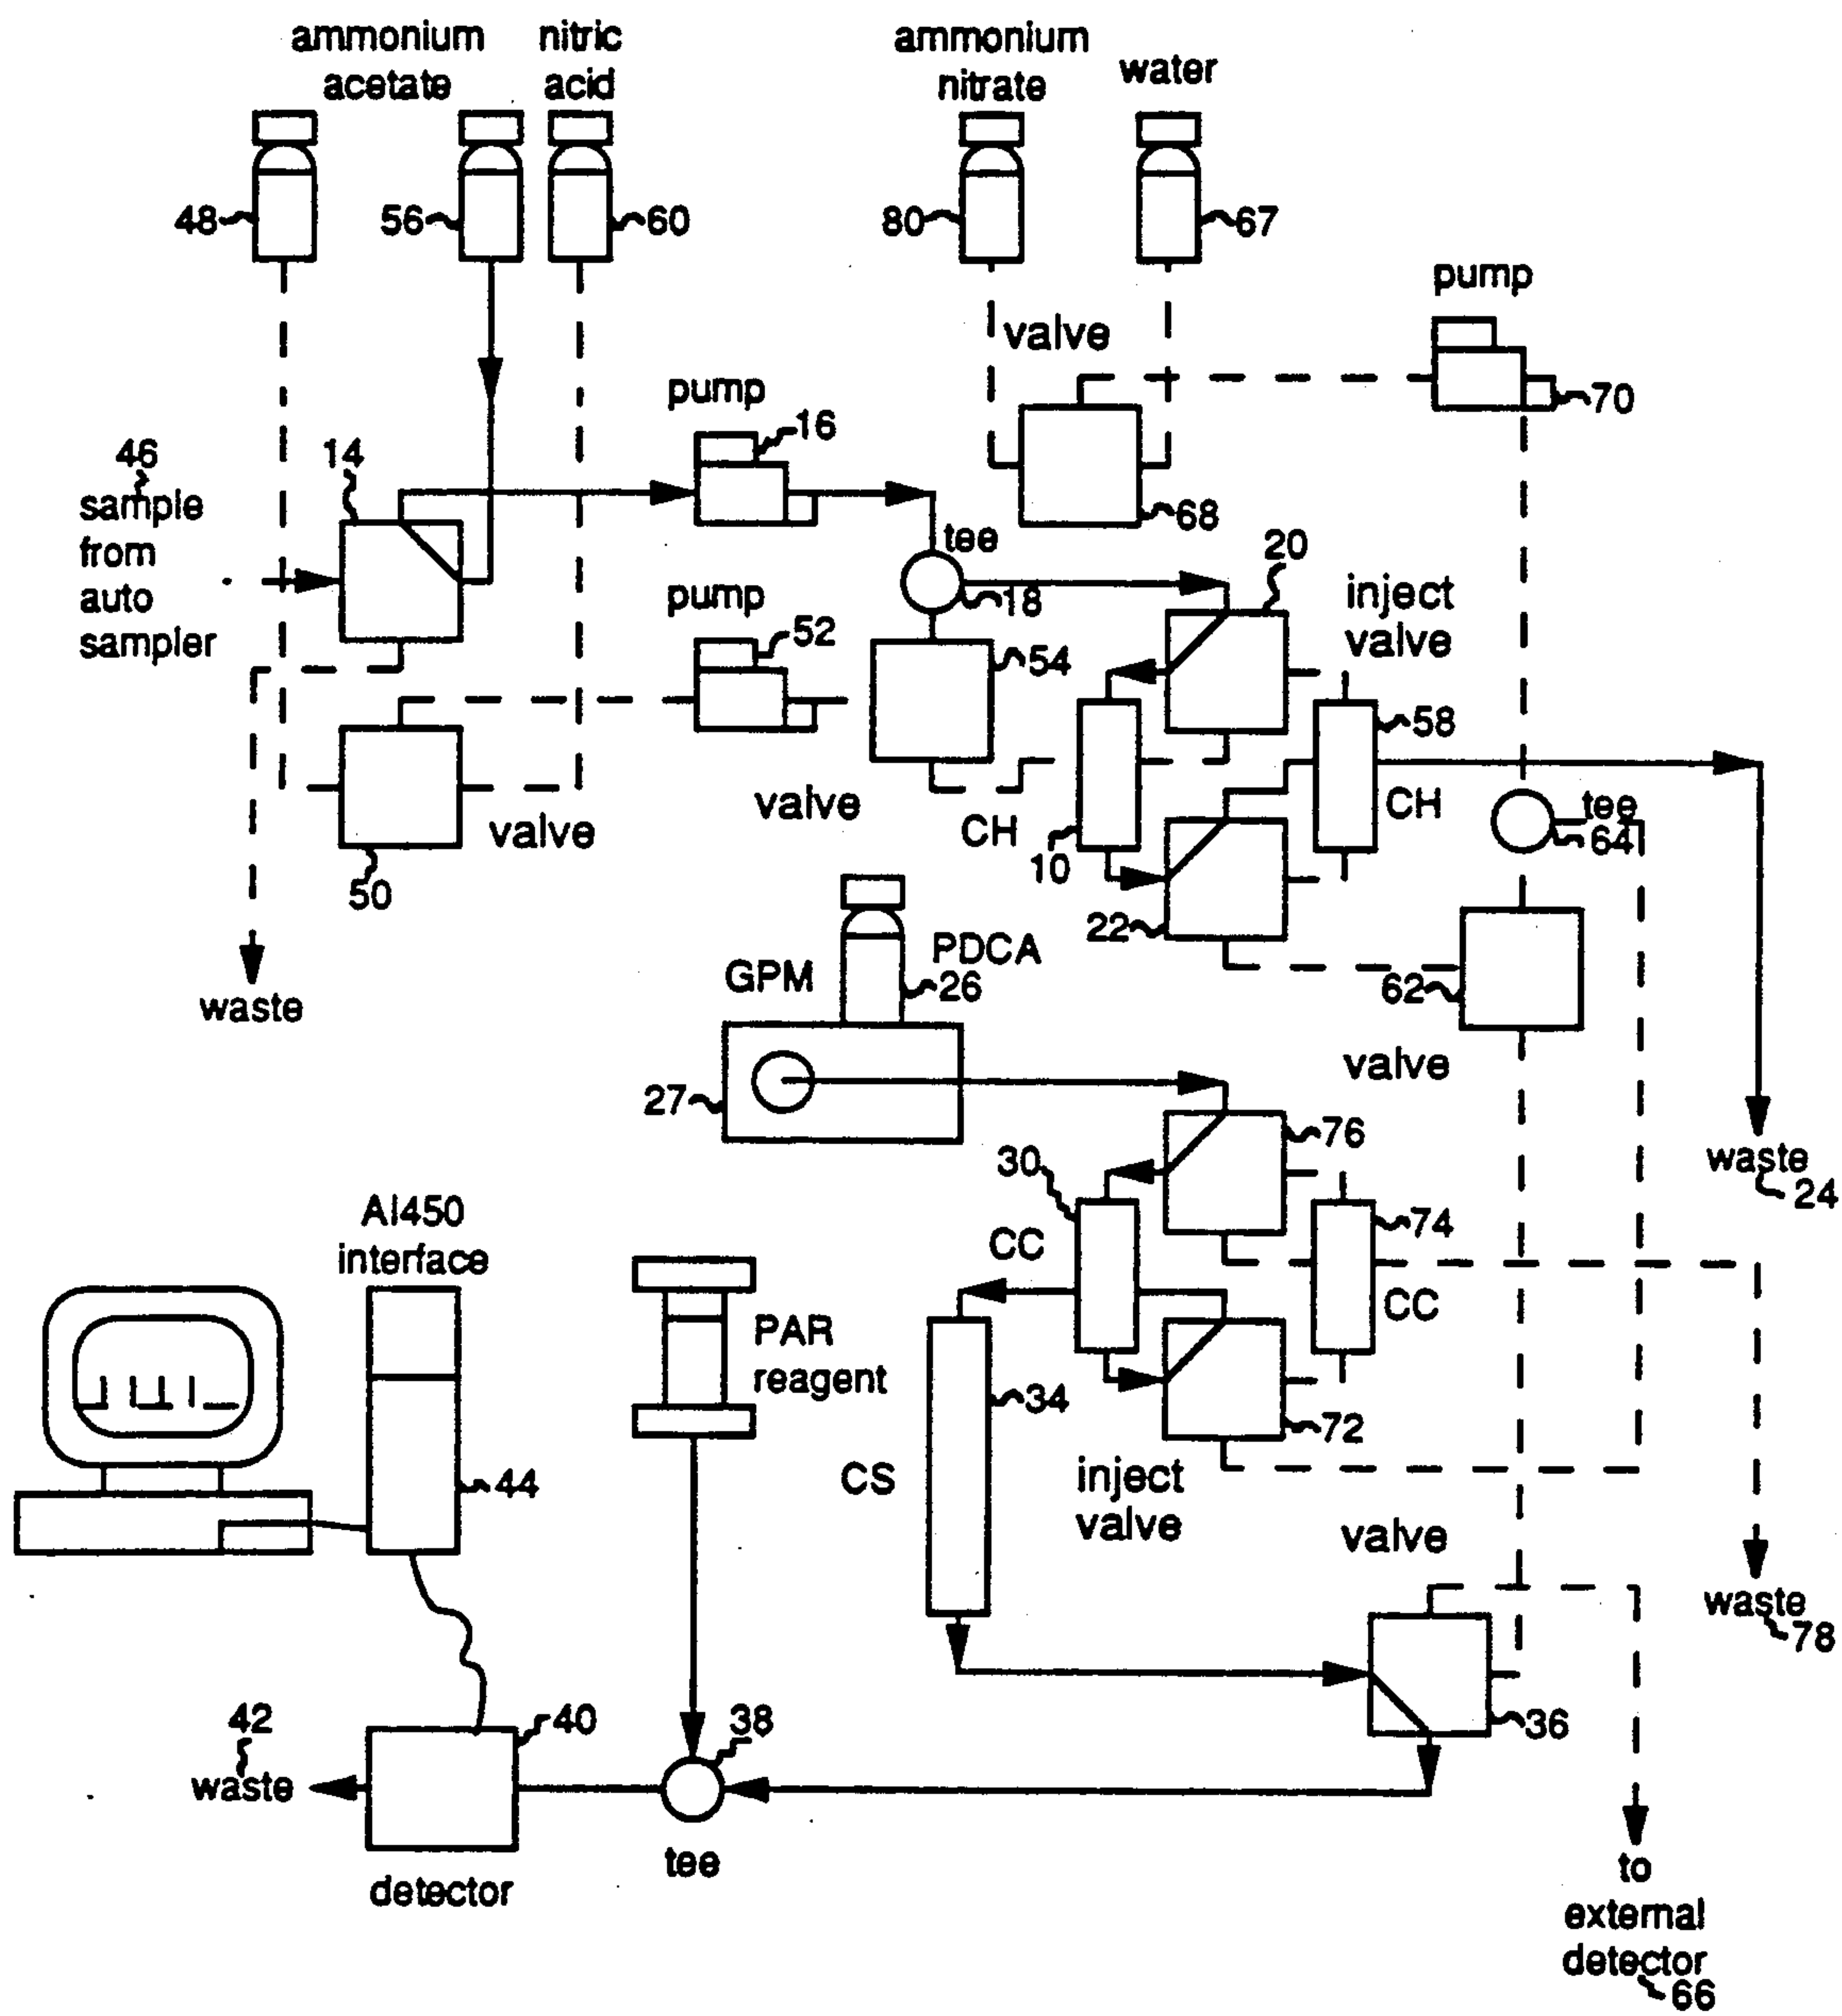 ammonium
acetate
nitric
acid
ammonium
nitrate
water
48
56
60
80
67
pump
valve
70
pump
16
46
sample
from
auto
sampler
14
68
tee
18
20
inject
valve
pump
52
54
58
valve
50
valve
CH
10
CH
tee
64
22
waste
GPM
PDCA
26
62
valve
27
76
waste
24
30
CC
74
CC
AI450
interface
PAR
reagent
34
72
44
CS
inject
valve
valve
waste
78
36
42
waste
40
38
detector
tee
to
external
detector
66